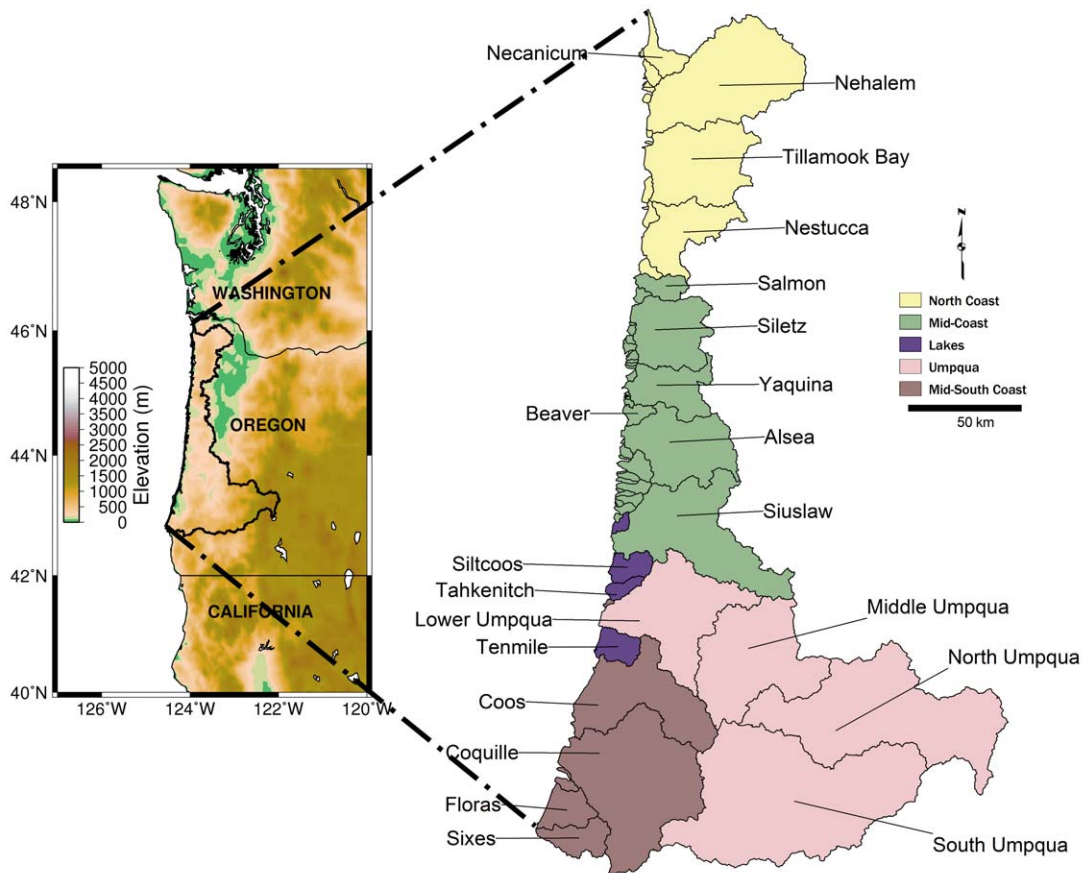 Necanicum
Nehalem
Tillamook Bay
Nestucca
Salmon
Siletz
Yaquina
Beaver
Alsea
Siuslaw
Siltcoos
Tahkenitch
Lower Umpqua
Tenmile
Middle Umpqua
North Umpqua
Coos
Coquille
Floras
Sixes
South Umpqua
N
North Coast
Mid-Coast
Lakes
Umpqua
Mid-South Coast
50 km
48°N
46°N
44°N
42°N
40°N
126°W
124°W
122°W
120°W
WASHINGTON
OREGON
CALIFORNIA
5000
4500
4000
3500
3000
2500
2000
1500
1000
500
0
Elevation (m)